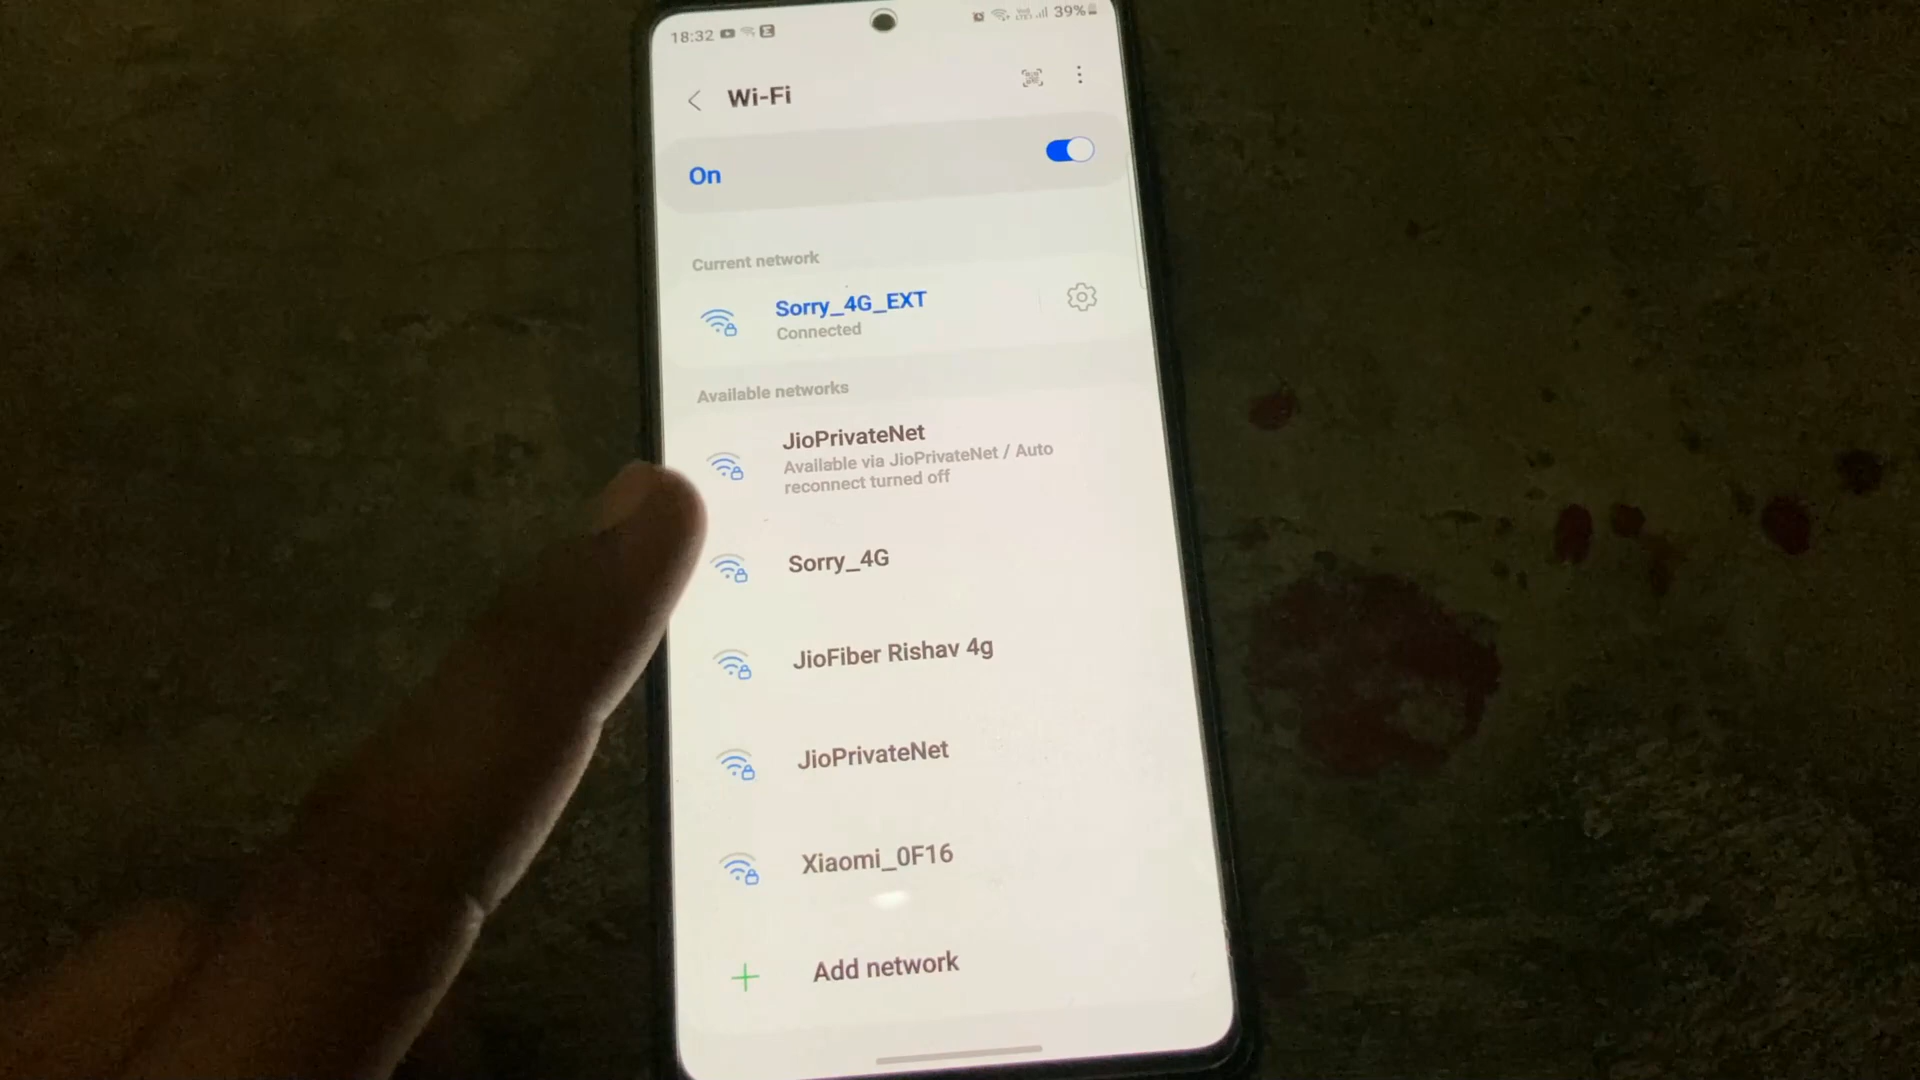 18:32
39%
Wi-Fi
On
Current network
Sorry_4G_EXT
Connected
Available networks
JioPrivateNet
Available via JioPrivateNet / Auto
reconnect turned off
Sorry_4G
JioFiber Rishav 4g
JioPrivateNet
Xiaomi_0F16
Add network